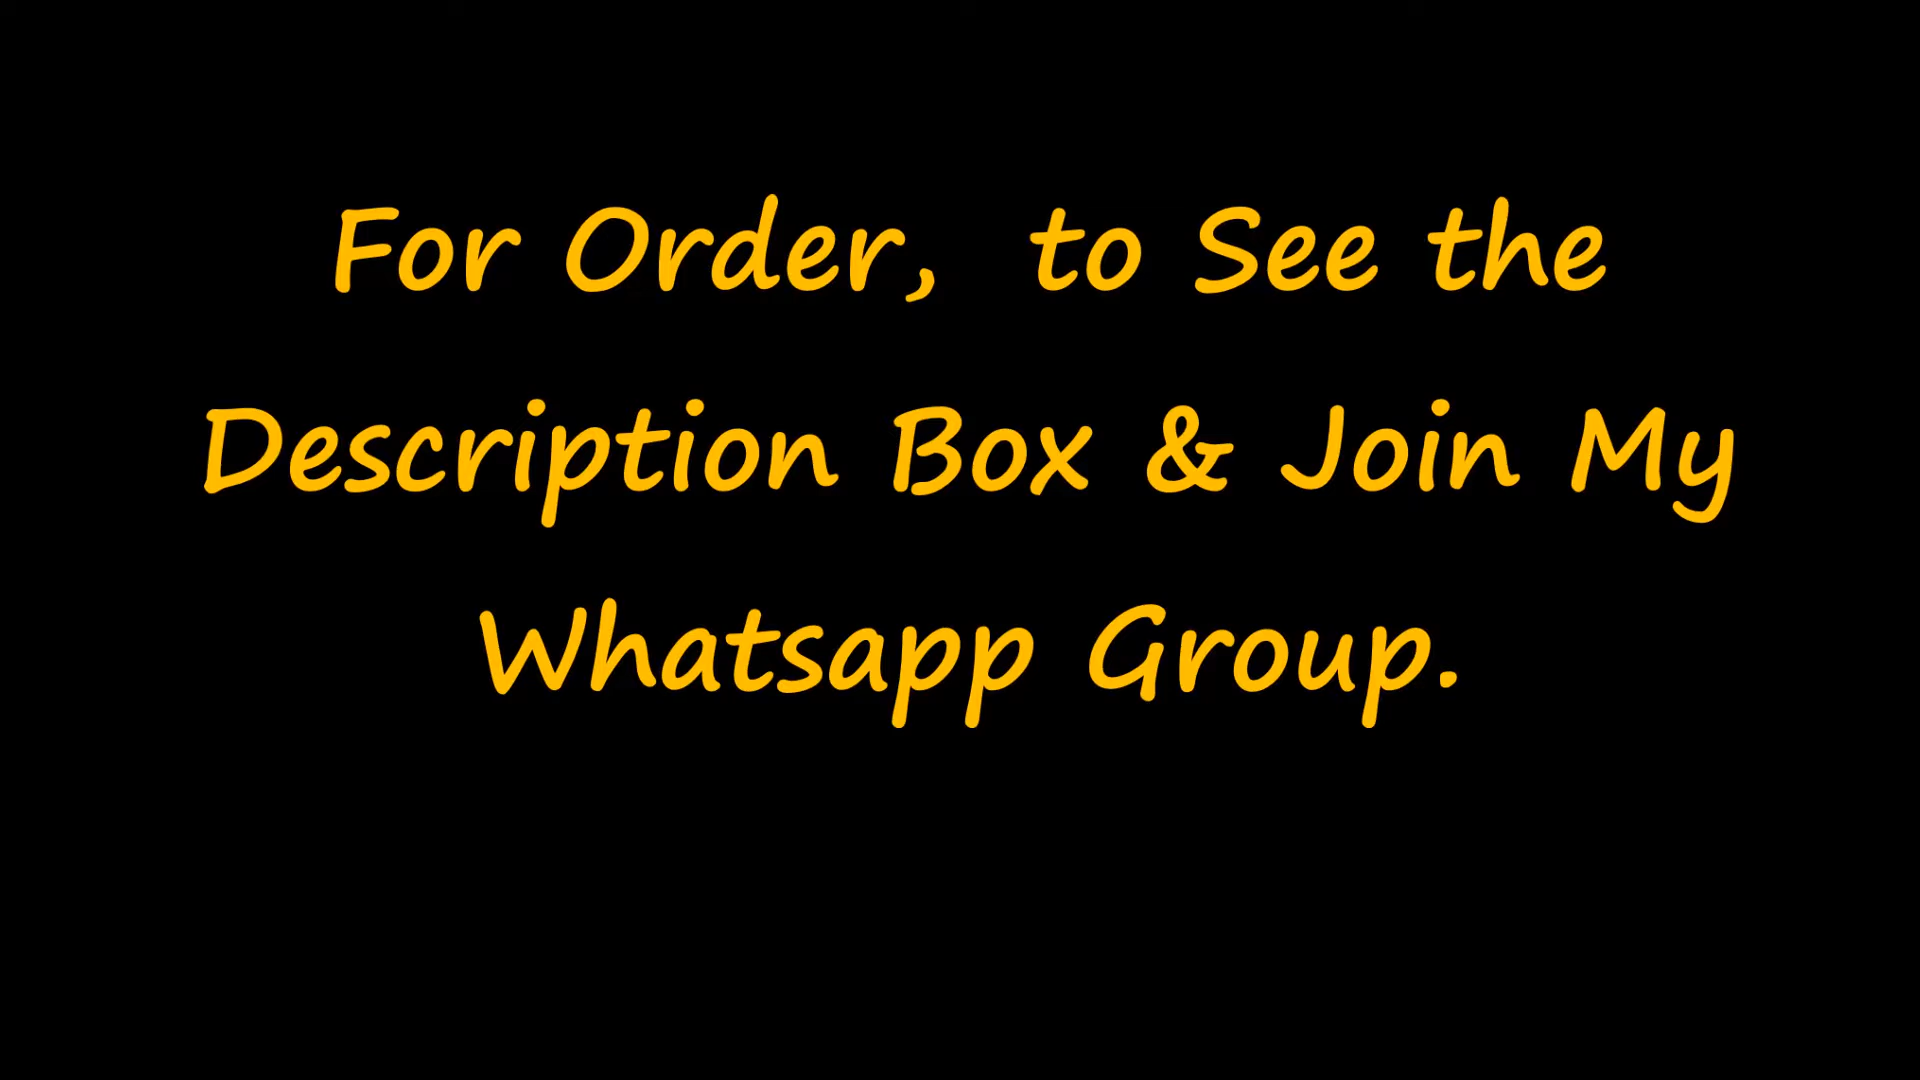 For Order, to See the
Description Box & Join My
Whatsapp Group.